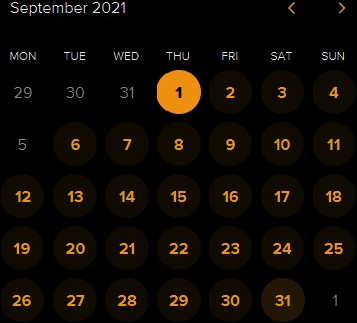 September 2021
MON TUE WED THU FRI SAT SUN
29 30 31 1 2 3 4
5 6 7 8 9 10 11
12 13 14 15 16 17 18
19 20 21 22 23 24 25
26 27 28 29 30 31 1